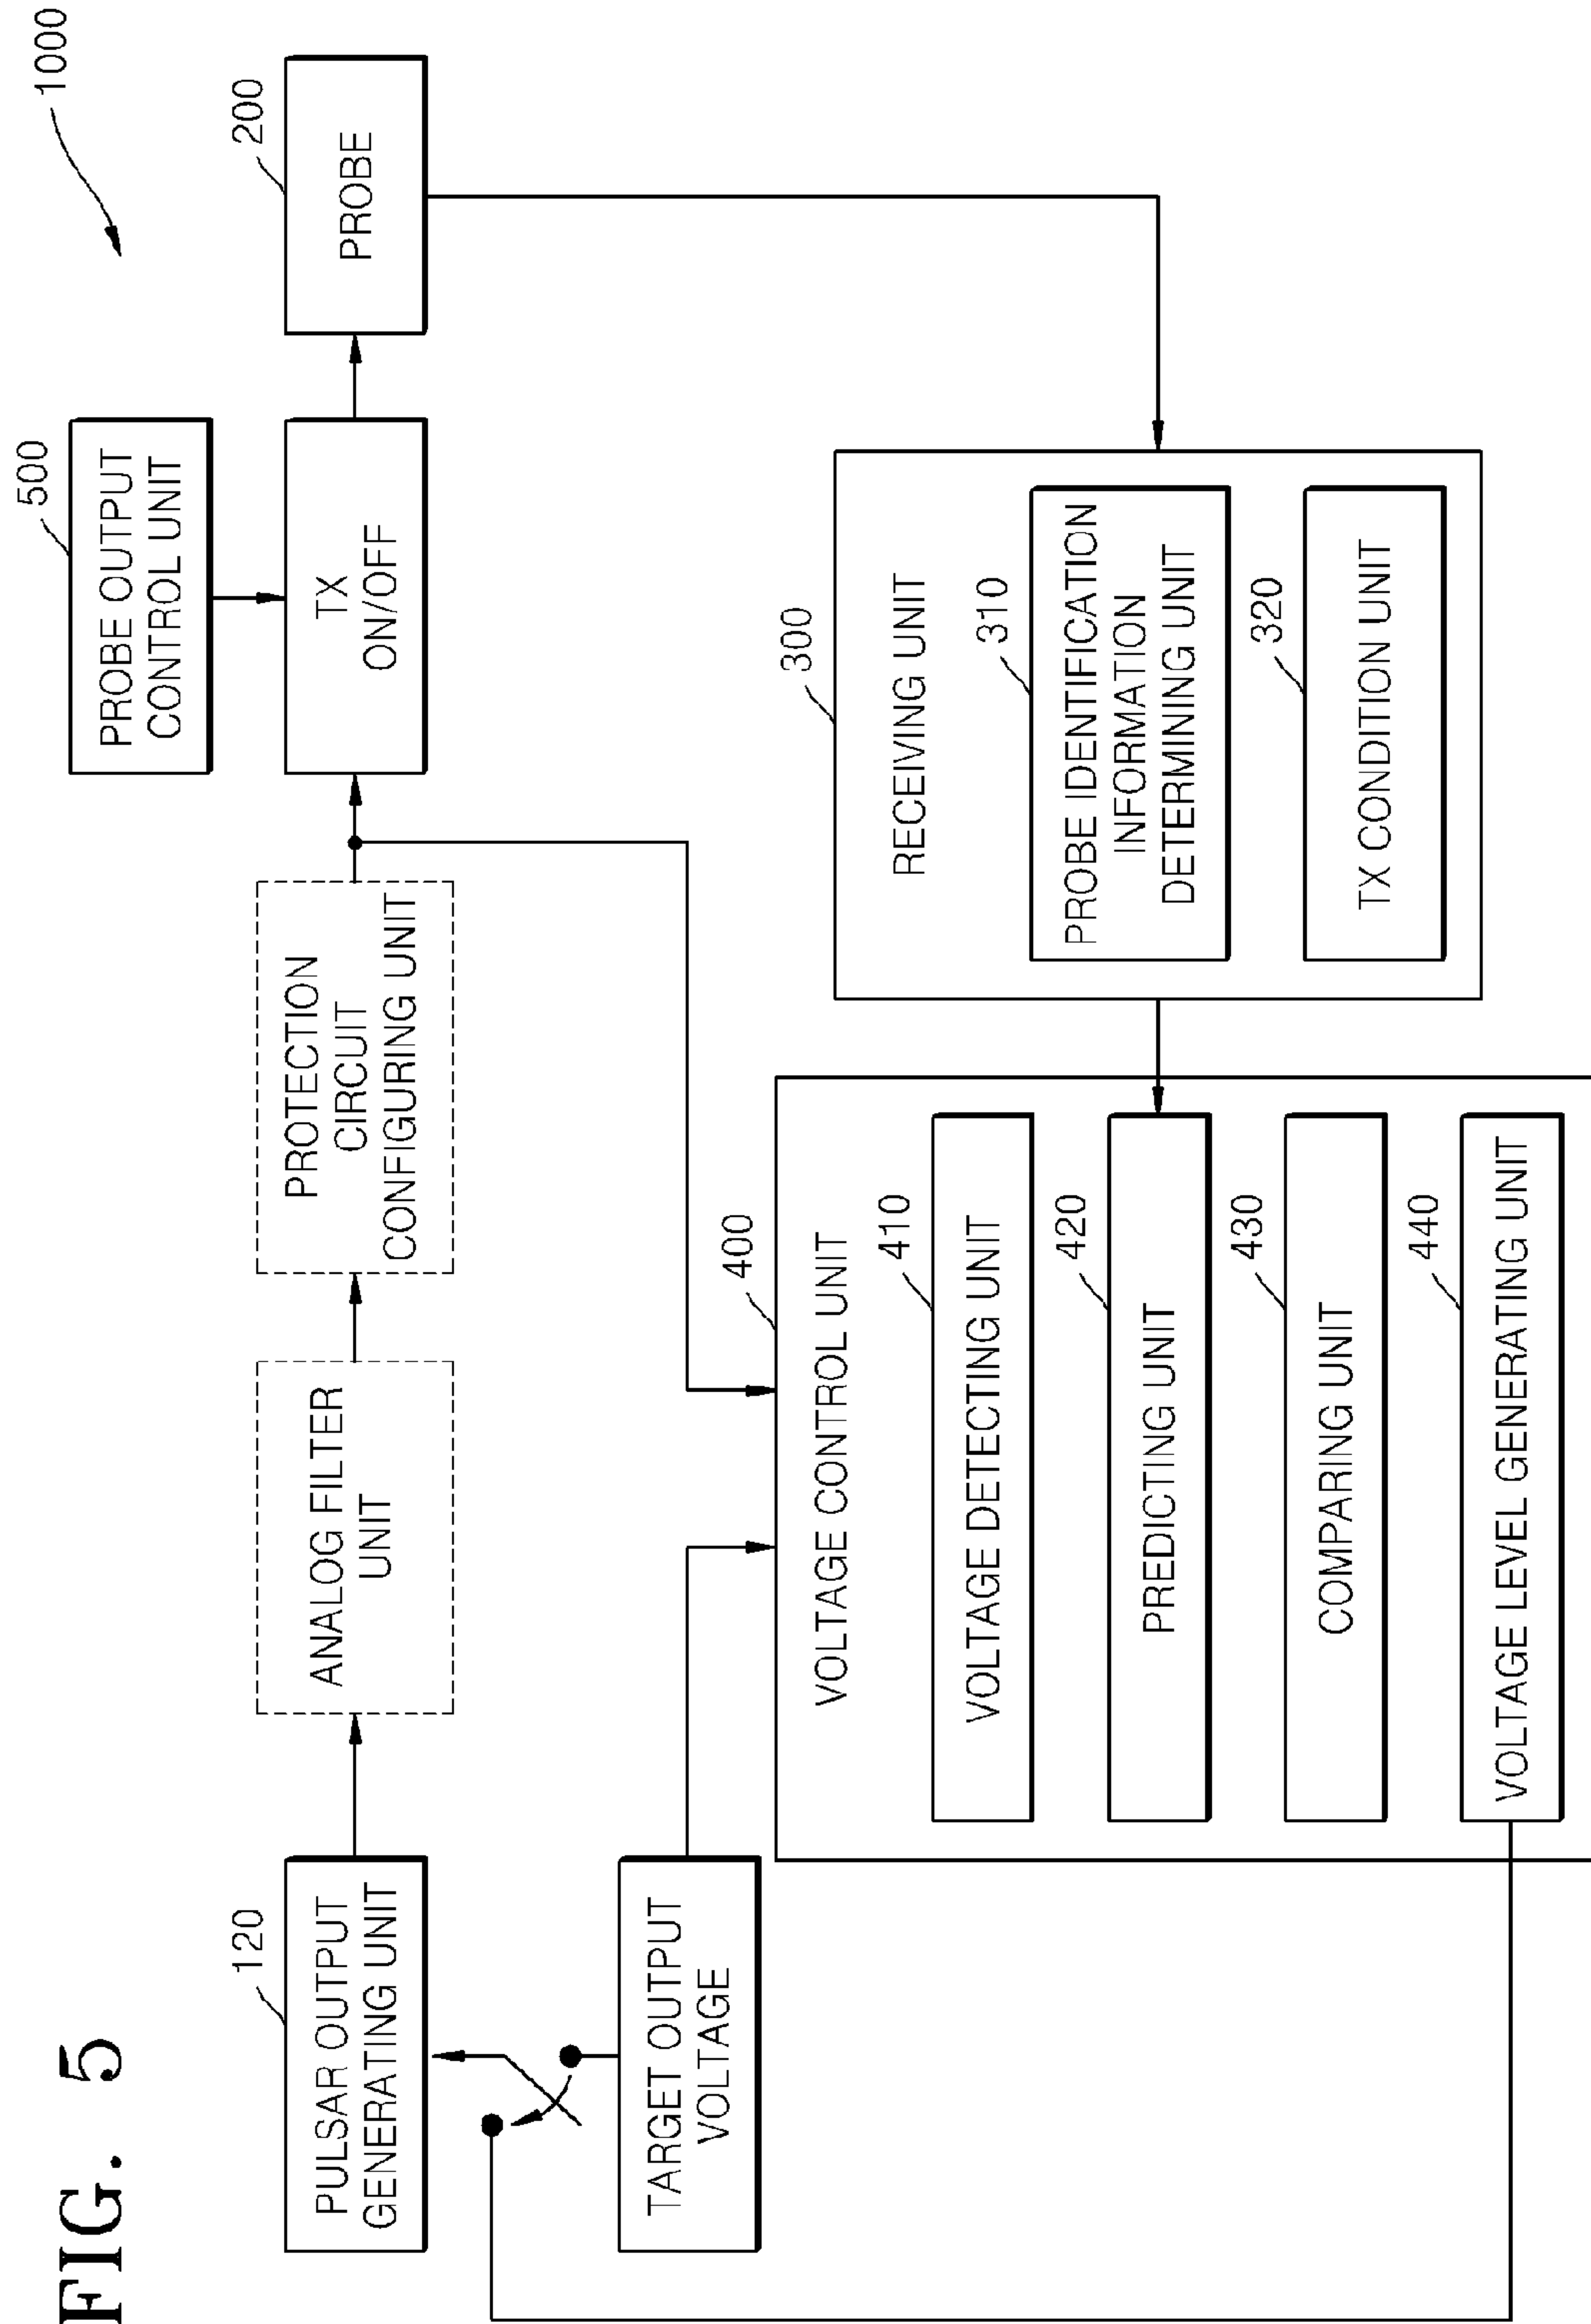 FIG. 5
1000
120
PULSAR OUTPUT
GENERATING UNIT
ANALOG FILTER
UNIT
PROTECTION
CIRCUIT
CONFIGURING UNIT
500
PROBE OUTPUT
CONTROL UNIT
TX
ON/OFF
200
PROBE
TARGET OUTPUT
VOLTAGE
400
VOLTAGE CONTROL UNIT
410
VOLTAGE DETECTING UNIT
420
PREDICTING UNIT
430
COMPARING UNIT
440
VOLTAGE LEVEL GENERATING UNIT
300
RECEIVING UNIT
310
PROBE IDENTIFICATION
INFORMATION
DETERMINING UNIT
320
TX CONDITION UNIT